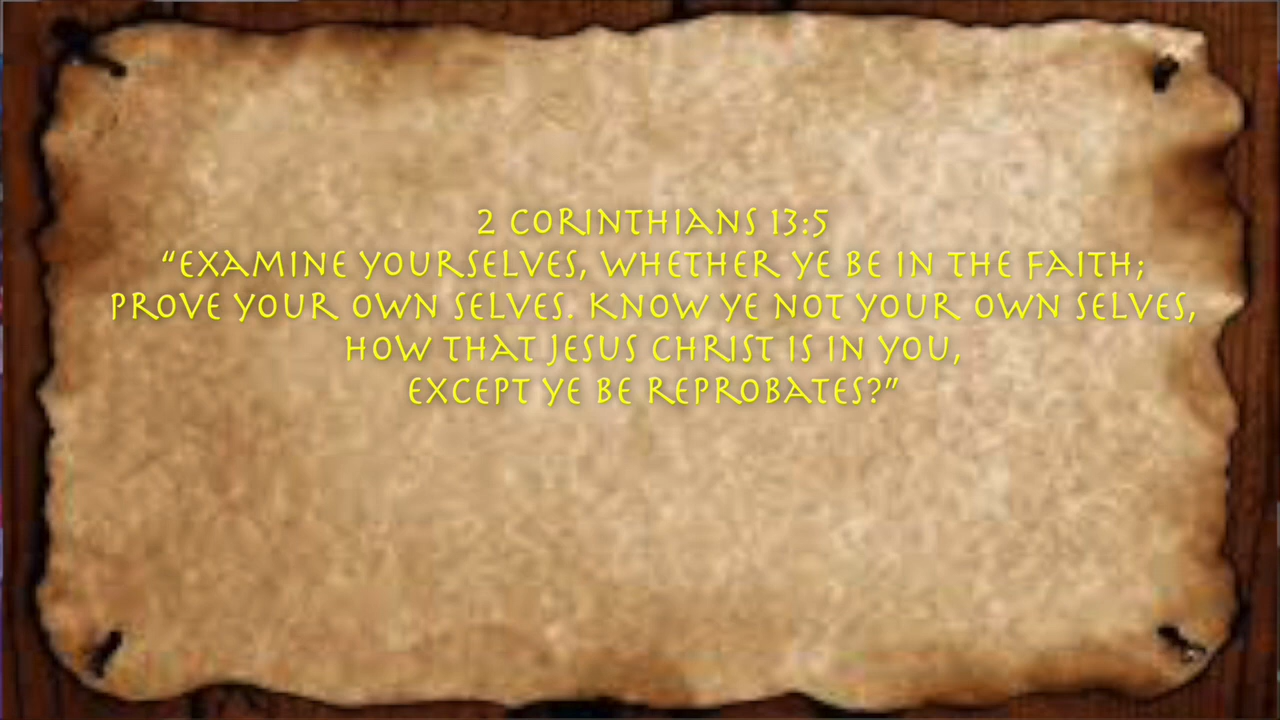 2 CORINTHIANS 13:5
“EXAMINE YOURSELVES, WHETHER YE BE IN THE FAITH;
PROVE YOUR OWN SELVES. KNOW YE NOT YOUR OWN SELVES,
HOW THAT JESUS CHRIST IS IN YOU,
EXCEPT YE BE REPROBATES?”